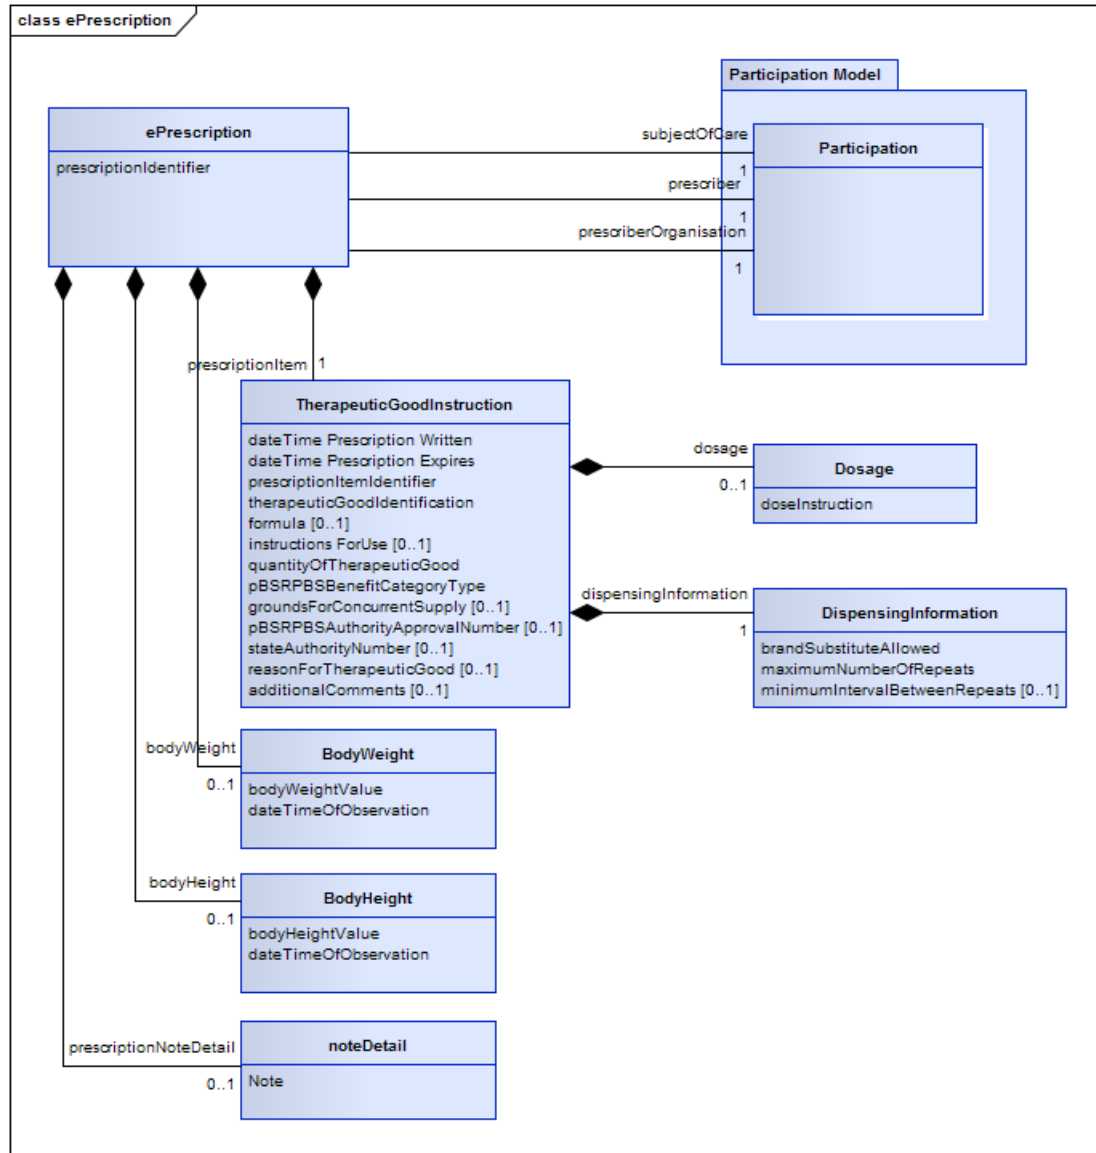 class ePrescription
Participation Model
ePrescription
prescriptionIdentifier
subjectOfCare
1
prescriber
1
prescriberOrganisation
1
Participation
prescriptionItem
1
TherapeuticGoodInstruction
dateTime Prescription Written
dateTime Prescription Expires
prescriptionItemIdentifier
therapeuticGoodIdentification
formula [0..1]
instructions ForUse [0..1]
quantityOfTherapeuticGood
pBSRPBSBenefitCategoryType
groundsForConcurrentSupply [0..1]
pBSRPBSAuthorityApprovalNumber [0..1]
stateAuthorityNumber [0..1]
reasonForTherapeuticGood [0..1]
additionalComments [0..1]
dosage
0..1
Dosage
doseInstruction
dispensingInformation
1
DispensingInformation
brandSubstituteAllowed
maximumNumberOfRepeats
minimumIntervalBetweenRepeats [0..1]
bodyWeight
0..1
BodyWeight
bodyWeightValue
dateTimeOfObservation
bodyHeight
0..1
BodyHeight
bodyHeightValue
dateTimeOfObservation
prescriptionNoteDetail
0..1
noteDetail
Note